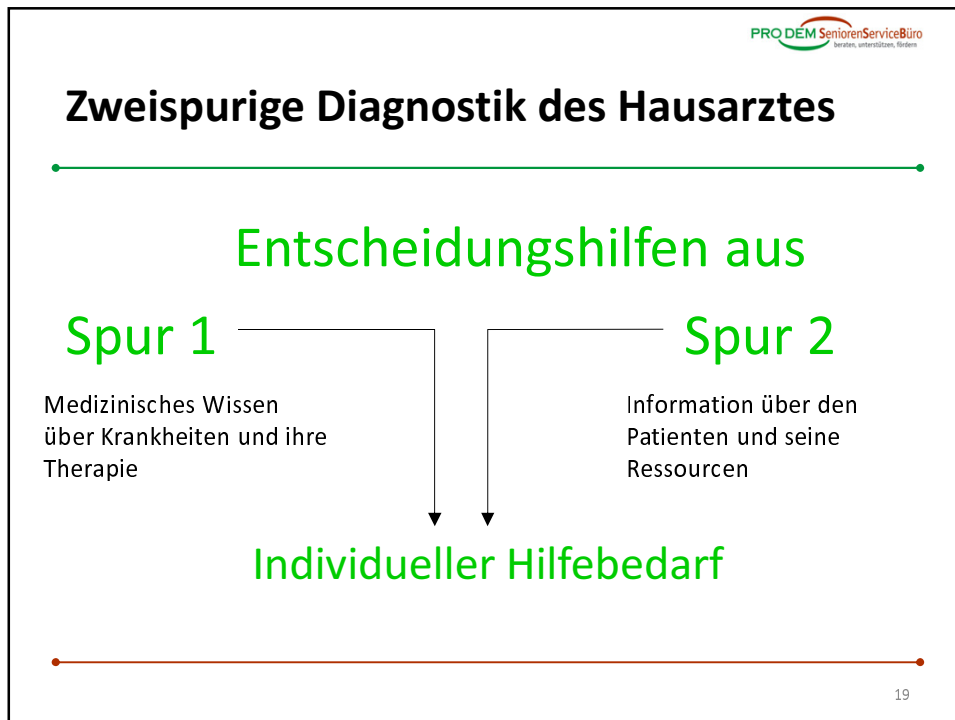 PRO DEM SeniorenServiceBüro
beraten, unterstützen, fördern
Zweispurige Diagnostik des Hausarztes
Entscheidungshilfen aus
Spur 1
Spur 2
Medizinisches Wissen
über Krankheiten und ihre
Therapie
Information über den
Patienten und seine
Ressourcen
Individueller Hilfebedarf
19